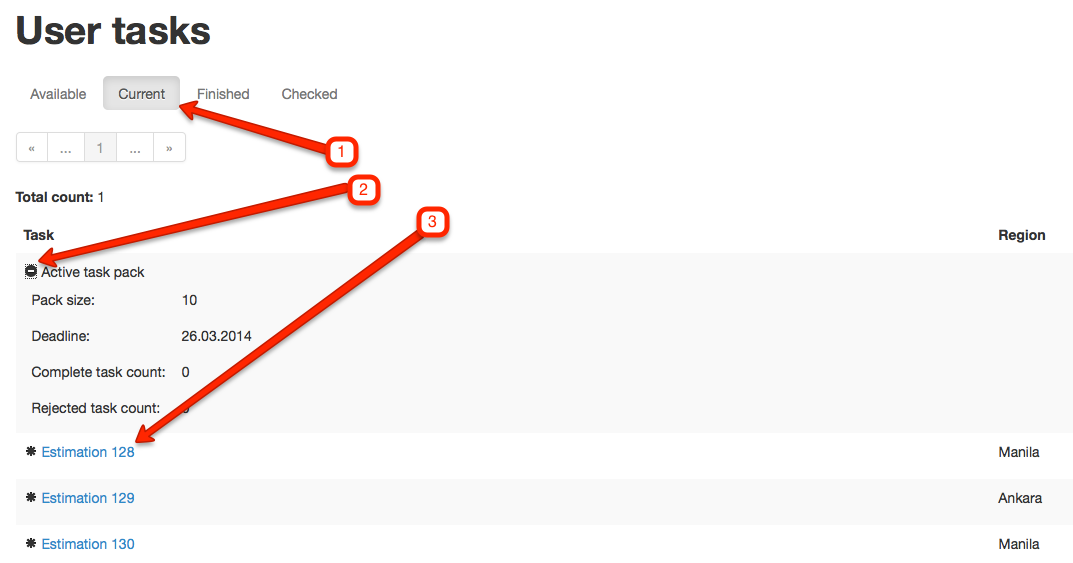 User tasks
Available Current Finished Checked
« ... 1 ... »
1
Total count: 1
2
3
Task Region
Active task pack
Pack size: 10
Deadline: 26.03.2014
Complete task count: 0
Rejected task count:
Estimation 128 Manila
Estimation 129 Ankara
Estimation 130 Manila